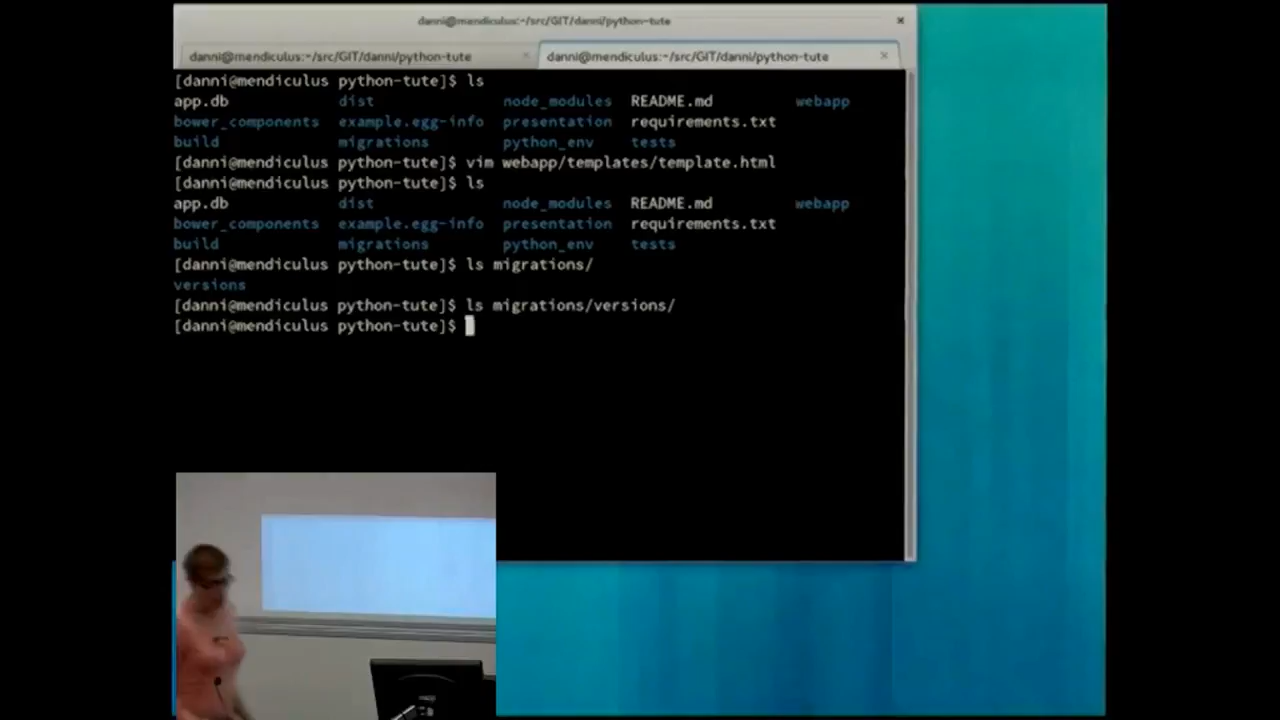 danni@mendiculus:~/src/GIT/danni/python-tute
danni@mendiculus:~/src/GIT/danni/python-tute danni@mendiculus:~/src/GIT/danni/python-tute
[danni@mendiculus python-tute]$ ls
app.db dist node_modules README.md webapp
bower_components example.egg-info presentation requirements.txt
build migrations python_env tests
[danni@mendiculus python-tute]$ vim webapp/templates/template.html
[danni@mendiculus python-tute]$ ls
app.db dist node_modules README.md webapp
bower_components example.egg-info presentation requirements.txt
build migrations python_env tests
[danni@mendiculus python-tute]$ ls migrations/
versions
[danni@mendiculus python-tute]$ ls migrations/versions/
[danni@mendiculus python-tute]$